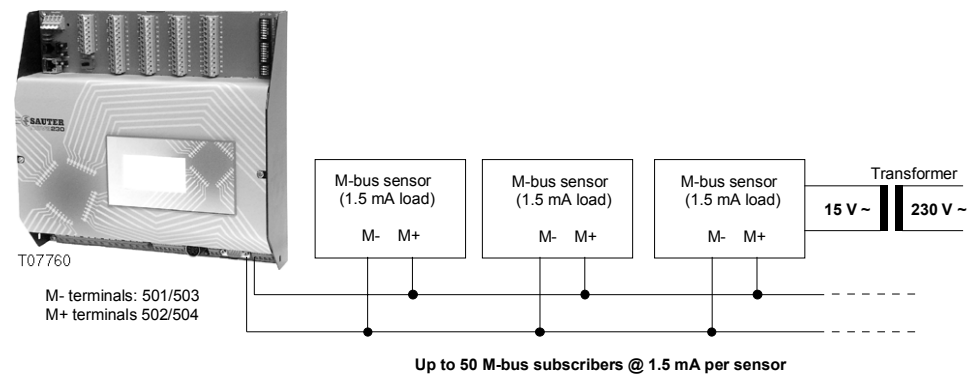 SAUTER
nova230
T07760
M- terminals: 501/503
M+ terminals 502/504
M-bus sensor
(1.5 mA load)
M- M+
M-bus sensor
(1.5 mA load)
M- M+
M-bus sensor
(1.5 mA load)
M- M+
Transformer
15 V ~
230 V ~
Up to 50 M-bus subscribers @ 1.5 mA per sensor